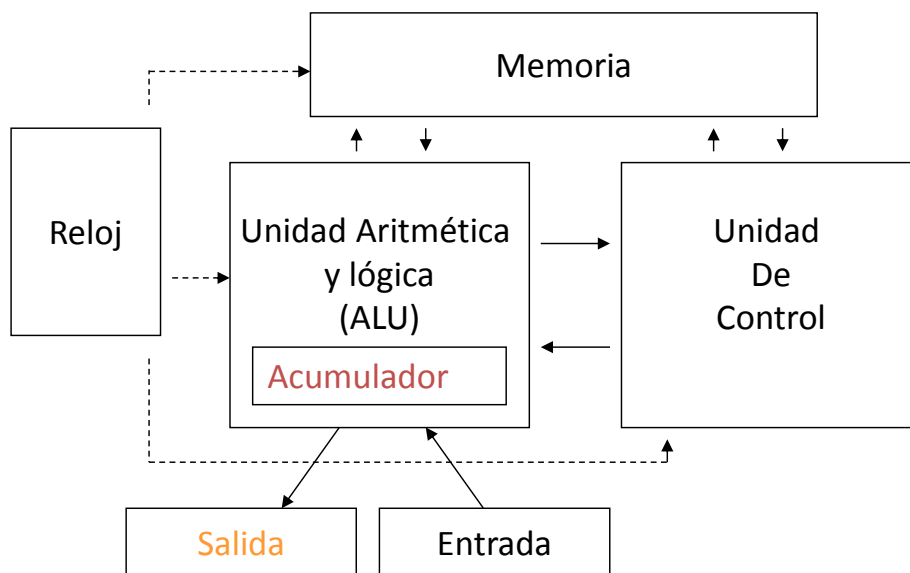 Memoria
Reloj
Unidad Aritmética
y lógica
(ALU)
Acumulador
Unidad
De
Control
Salida
Entrada